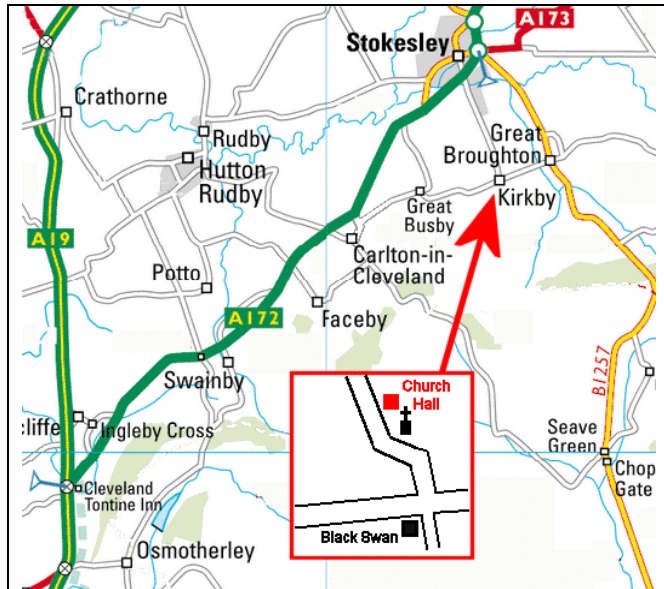 A173
Stokesley
Crathorne
Rudby
Hutton
Rudby
Great
Broughton
Kirkby
Great
Busby
A19
Carlton-in-
Cleveland
Potto
Faceby
A172
Swainby
B1257
Church
Hall
cliffe
Ingleby Cross
Seave
Green
Chop
Gate
Cleveland
Tontine Inn
Black Swan
Osmotherley